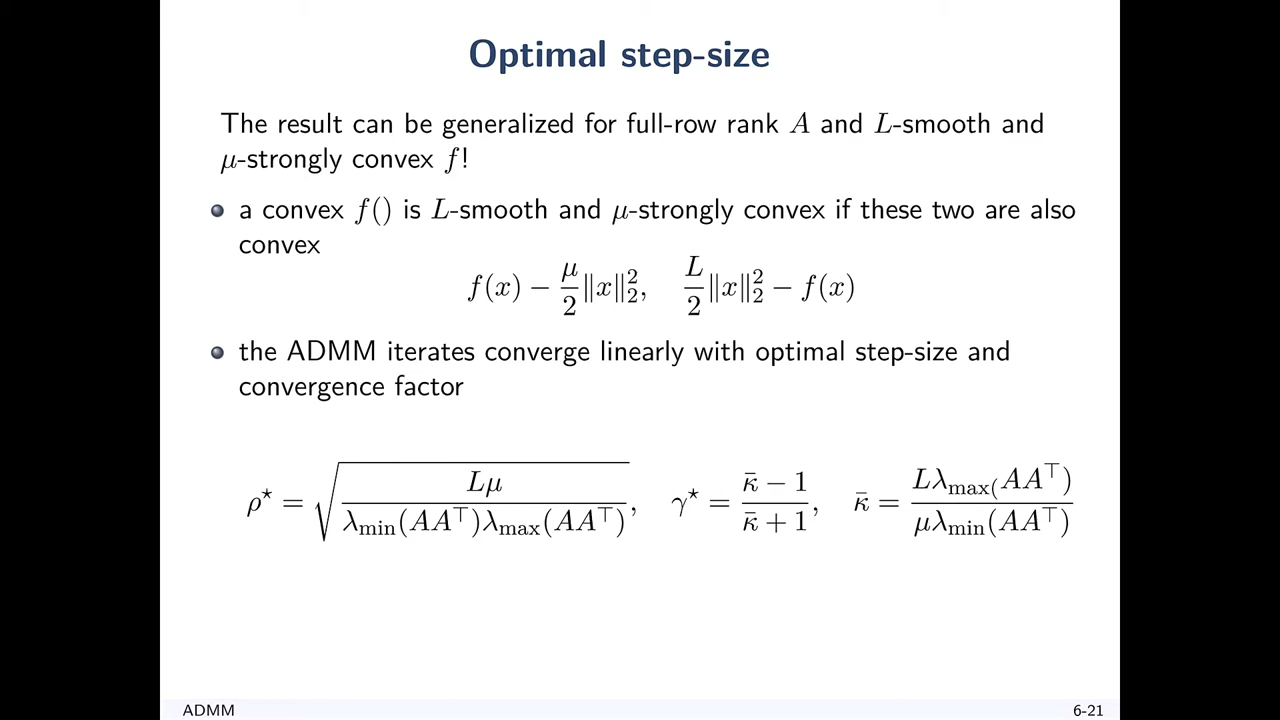 Optimal step-size
The result can be generalized for full-row rank A and L-smooth and
μ-strongly convex f!
a convex f() is L-smooth and μ-strongly convex if these two are also
convex
f(x) − μ/2 ‖x‖₂², L/2 ‖x‖₂² − f(x)
the ADMM iterates converge linearly with optimal step-size and
convergence factor
ρ⋆ = √(Lμ / (λmin(AA⊤)λmax(AA⊤))), γ⋆ = (κ̄ − 1)/(κ̄ + 1), κ̄ = Lλmax(AA⊤) / μλmin(AA⊤)
ADMM 6-21